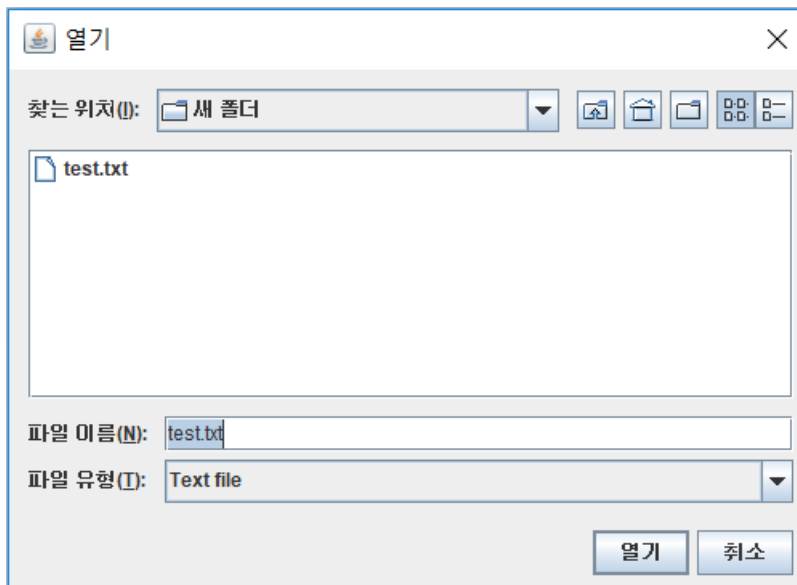 열기
찾는 위치(I): 새 폴더
test.txt
파일 이름(N): test.txt
파일 유형(T): Text file
열기 취소